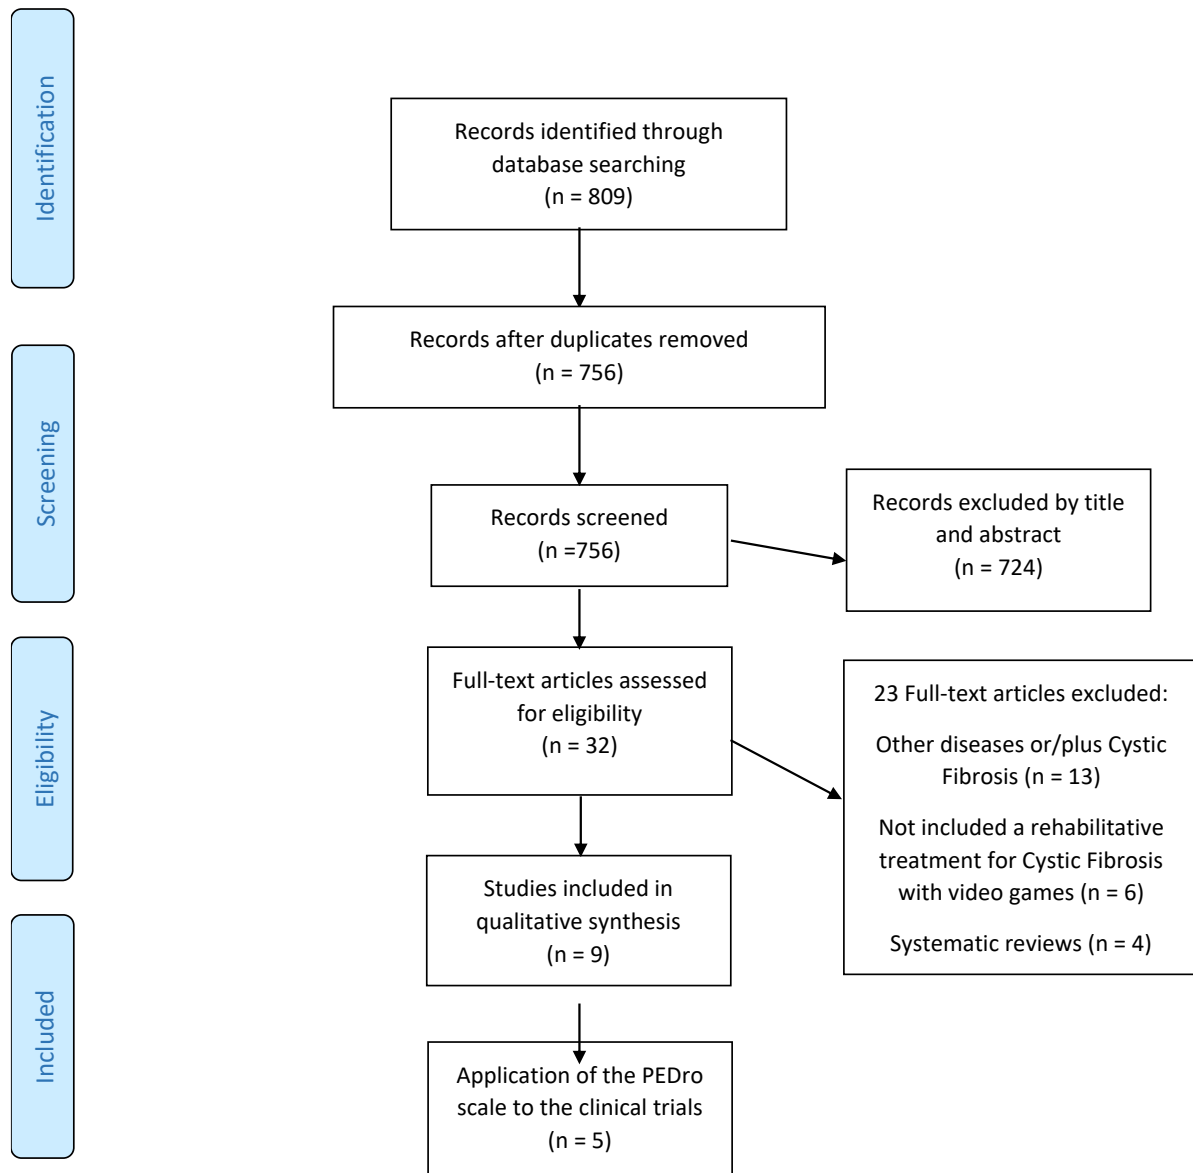 Identification
Records identified through
database searching
(n = 809)
Records after duplicates removed
(n = 756)
Screening
Records screened
(n =756)
Records excluded by title
and abstract
(n = 724)
Eligibility
Full-text articles assessed
for eligibility
(n = 32)
23 Full-text articles excluded:
Other diseases or/plus Cystic
Fibrosis (n = 13)
Not included a rehabilitative
treatment for Cystic Fibrosis
with video games (n = 6)
Systematic reviews (n = 4)
Studies included in
qualitative synthesis
(n = 9)
Included
Application of the PEDro
scale to the clinical trials
(n = 5)